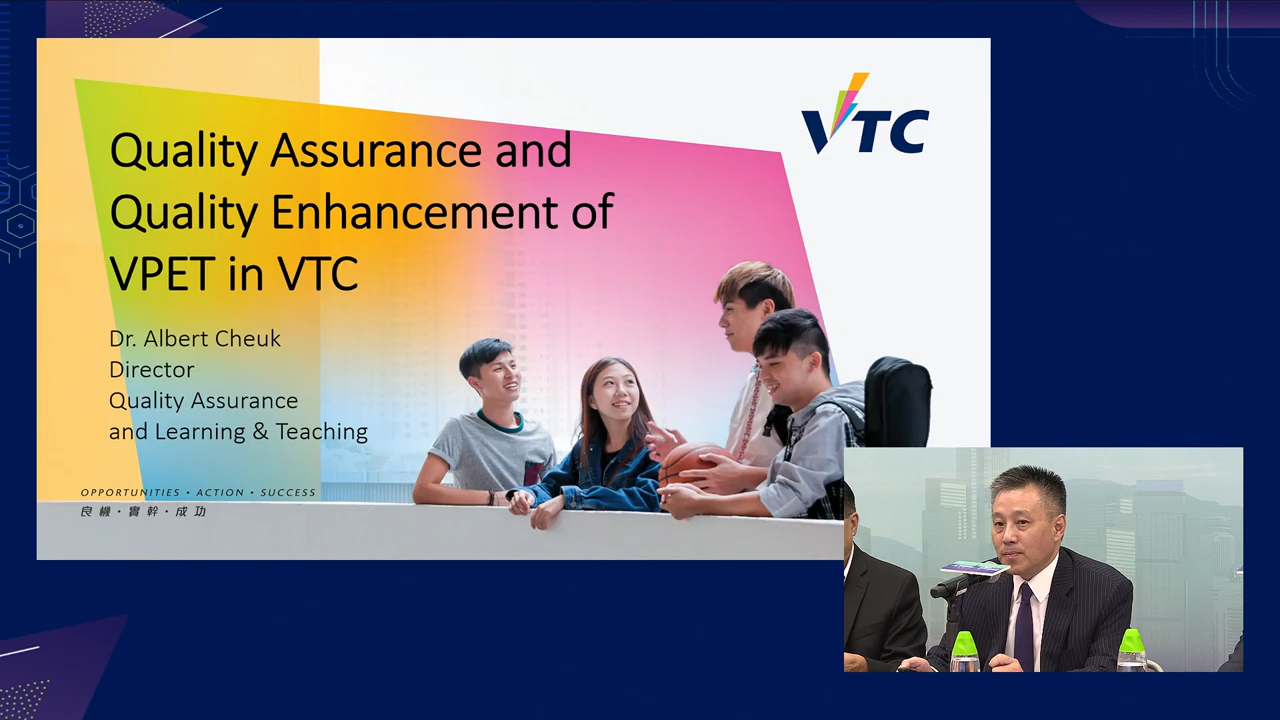 VTC
Quality Assurance and
Quality Enhancement of
VPET in VTC
Dr. Albert Cheuk
Director
Quality Assurance
and Learning & Teaching
OPPORTUNITIES • ACTION • SUCCESS
良機•實幹•成功